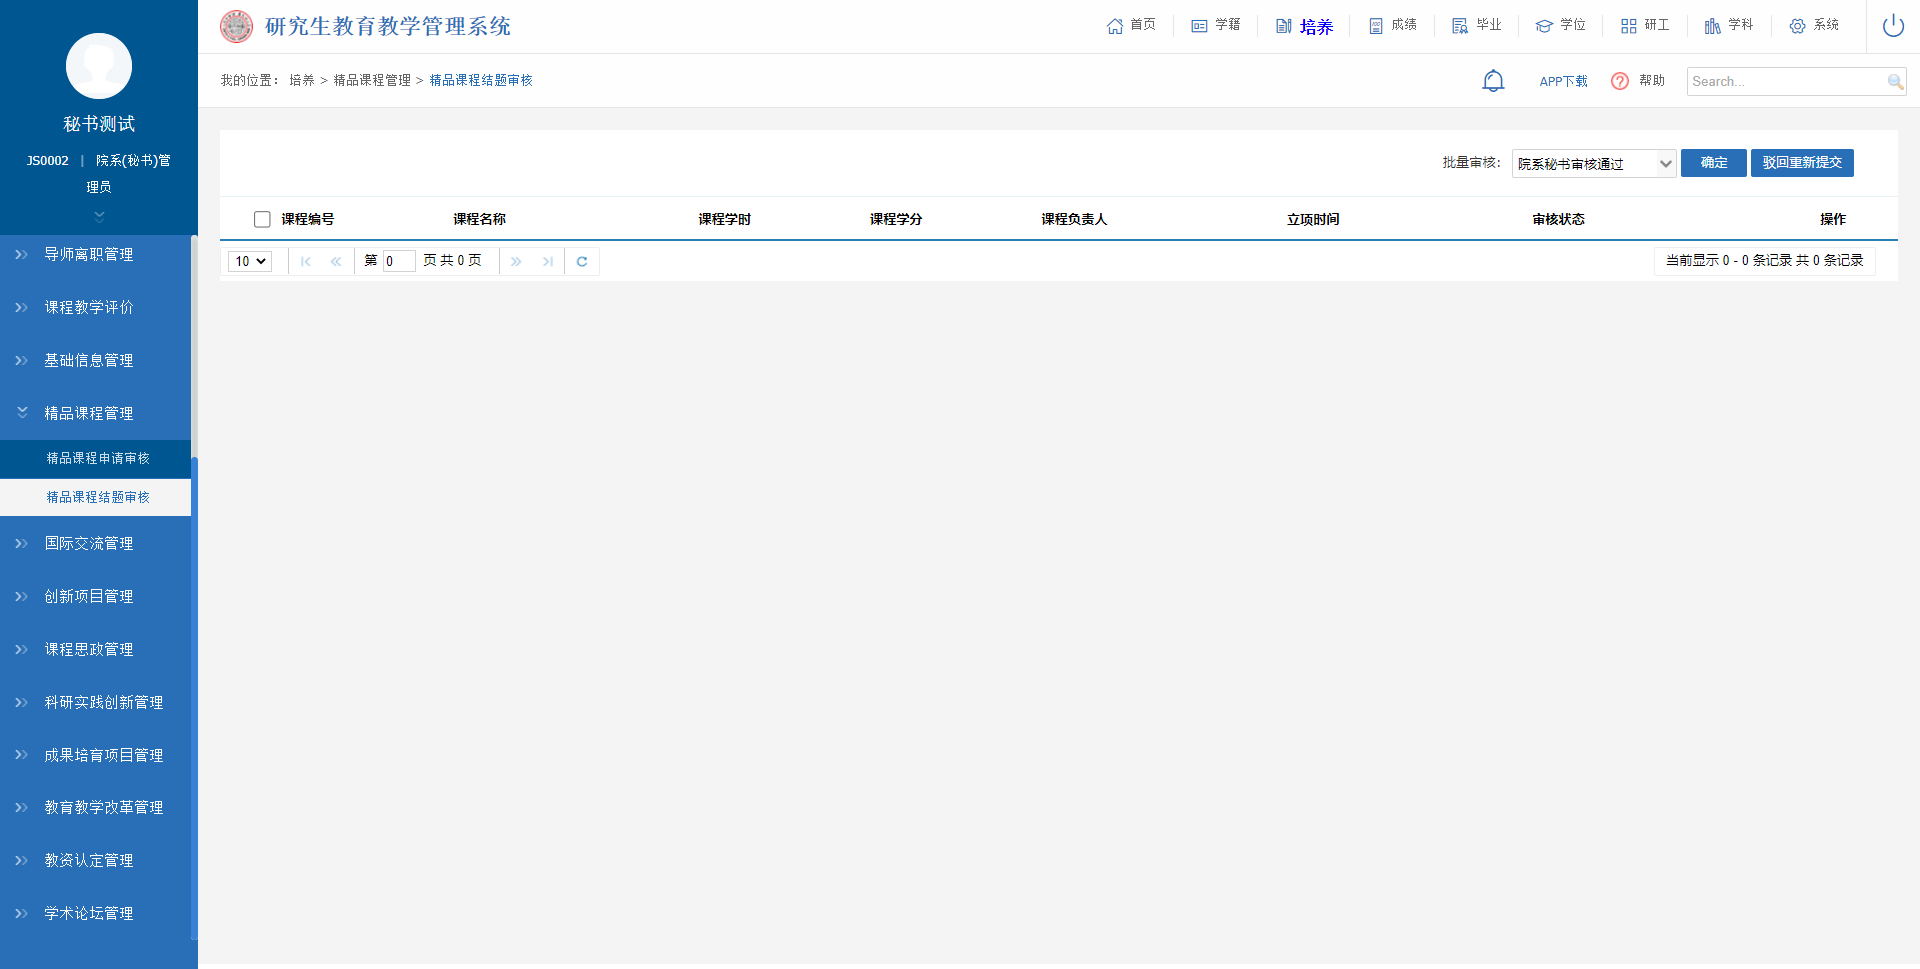 研究生教育教学管理系统
首页 学籍 培养 成绩 毕业 学位 研工 学科 系统
我的位置： 培养 > 精品课程管理 > 精品课程结题审核
APP下载 帮助 Search...
秘书测试
JS0002 | 院系(秘书)管
理员
导师离职管理
课程教学评价
基础信息管理
精品课程管理
精品课程申请审核
精品课程结题审核
国际交流管理
创新项目管理
课程思政管理
科研实践创新管理
成果培育项目管理
教育教学改革管理
教资认定管理
学术论坛管理
批量审核： 院系秘书审核通过 确定 驳回重新提交
课程编号 课程名称 课程学时 课程学分 课程负责人 立项时间 审核状态 操作
10 第 0 页 共 0 页 当前显示 0 - 0 条记录 共 0 条记录